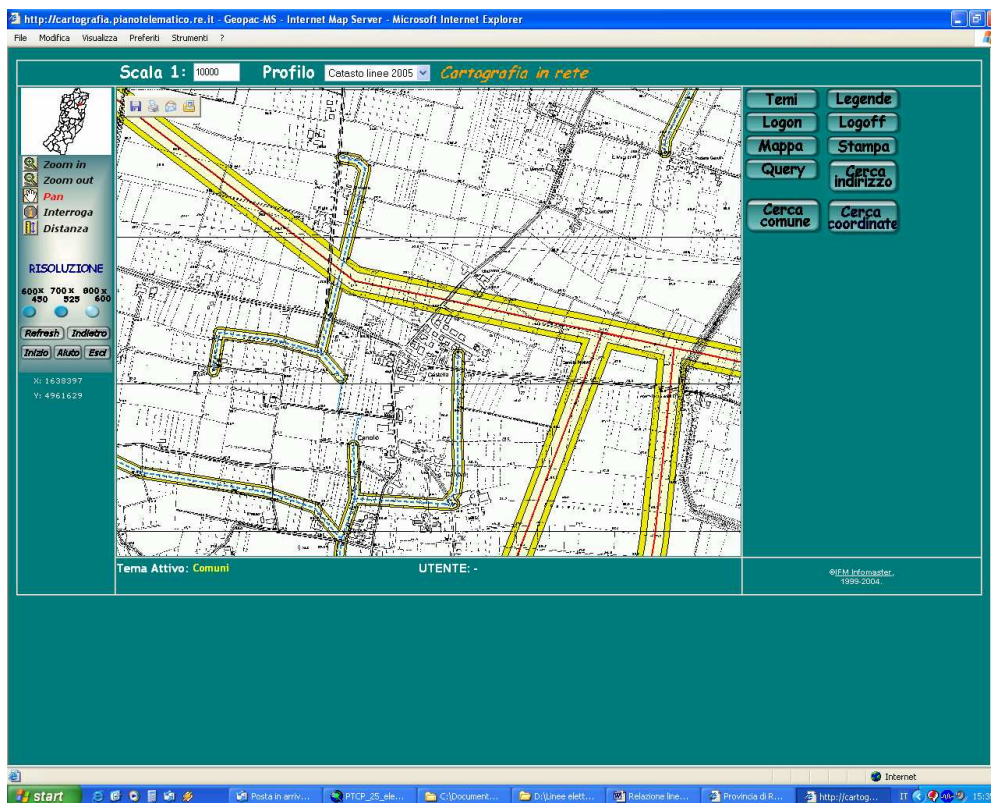 http://cartografia.pianotelematico.re.it - Geopac-MS - Internet Map Server - Microsoft Internet Explorer
File Modifica Visualizza Preferiti Strumenti ?
Scala 1: 10000 Profilo Catasto linee 2005 Cartografia in rete
Zoom in
Zoom out
Pan
Interroga
Distanza
RISOLUZIONE
600x 450 700 x 525 800 x 600
Refresh Indietro
Inizio Aiuto Esci
X: 1638397
Y: 4961629
Canolo
Temi Legende
Logon Logoff
Mappa Stampa
Query Cerca indirizzo
Cerca comune Cerca coordinate
Tema Attivo: Comuni UTENTE: -
©IFM Infomaster,
1999-2004.
Internet
start Posta in arriv... PTCP_25_ele... C:\Document... D:\Linee elett... Relazione line... Provincia di R... http://cartog... IT